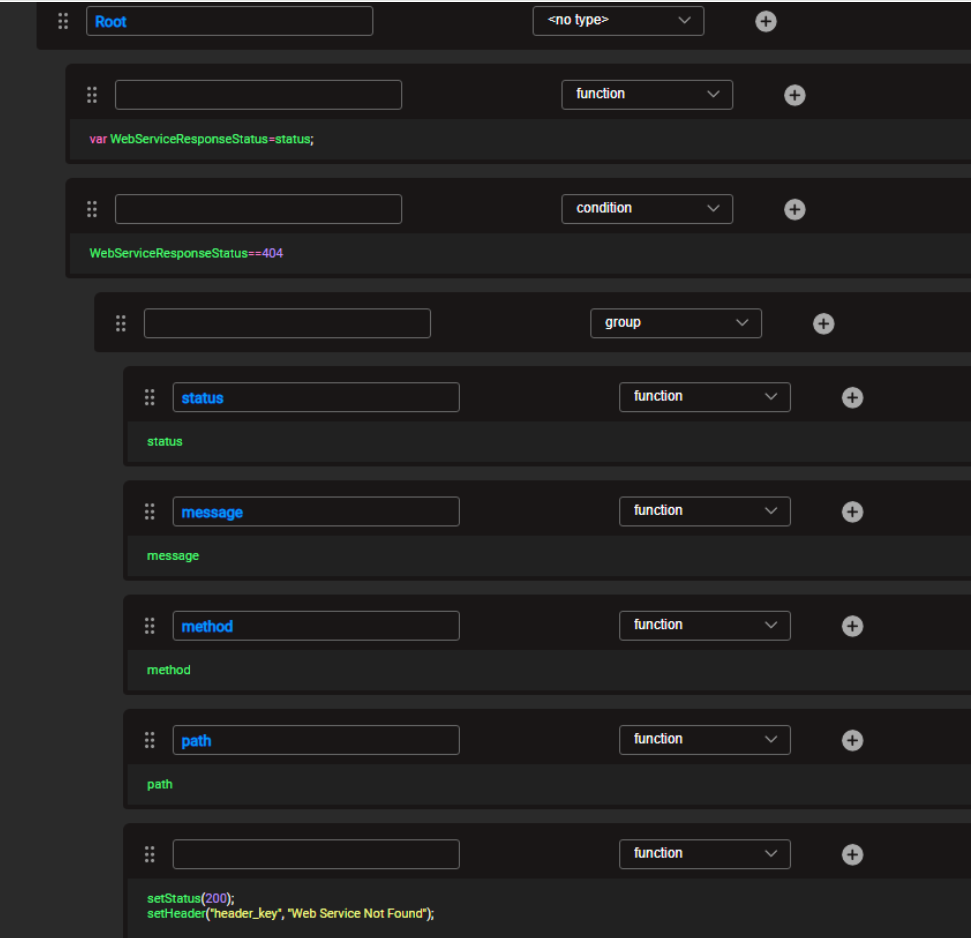 Root <no type>
function
var WebServiceResponseStatus=status;
condition
WebServiceResponseStatus==404
group
status function
status
message function
message
method function
method
path function
path
function
setStatus(200);
setHeader("header_key", "Web Service Not Found");